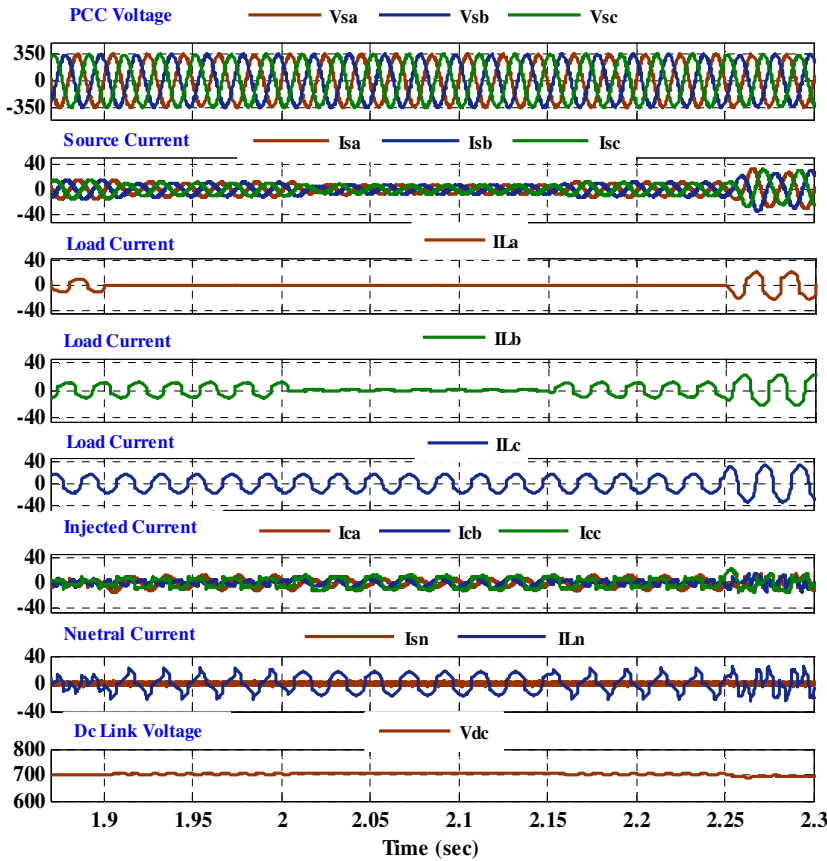 PCC Voltage Vsa Vsb Vsc
350
0
-350
Source Current Isa Isb Isc
40
0
-40
Load Current ILa
40
0
-40
Load Current ILb
40
0
-40
Load Current ILc
40
0
-40
Injected Current Ica Icb Icc
40
0
-40
Nuetral Current Isn ILn
40
0
-40
Dc Link Voltage Vdc
800
700
600
1.9 1.95 2 2.05 2.1 2.15 2.2 2.25 2.3
Time (sec)